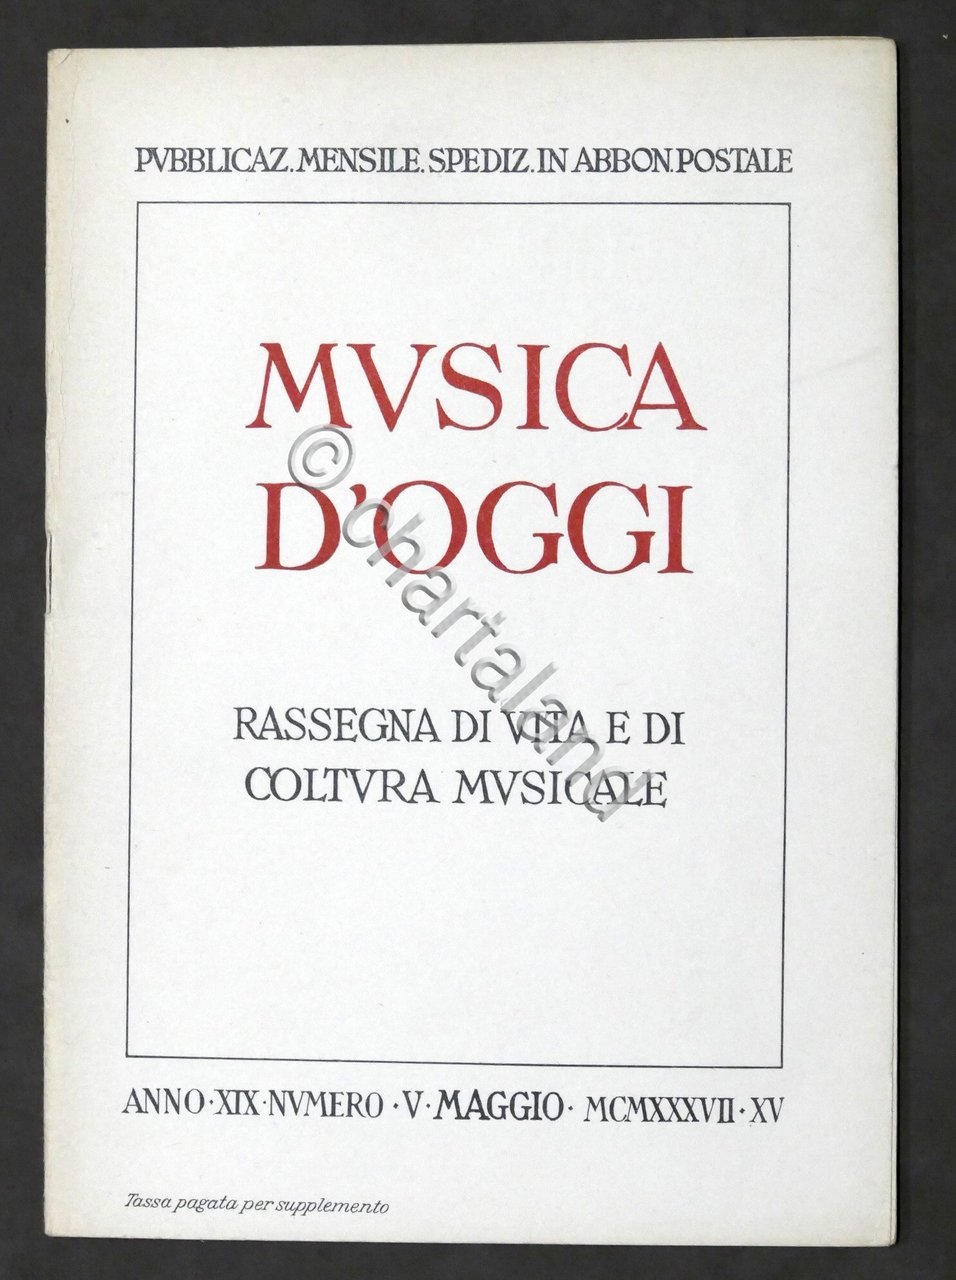 PVBBLICAZ. MENSILE. SPEDIZ. IN ABBON. POSTALE
MVSICA
D'OGGI
RASSEGNA DI VITA E DI
COLTVRA MVSICALE
ANNO · XIX · NVMERO · V · MAGGIO · MCMXXXVII · XV
Tassa pagata per supplemento
© chartaland